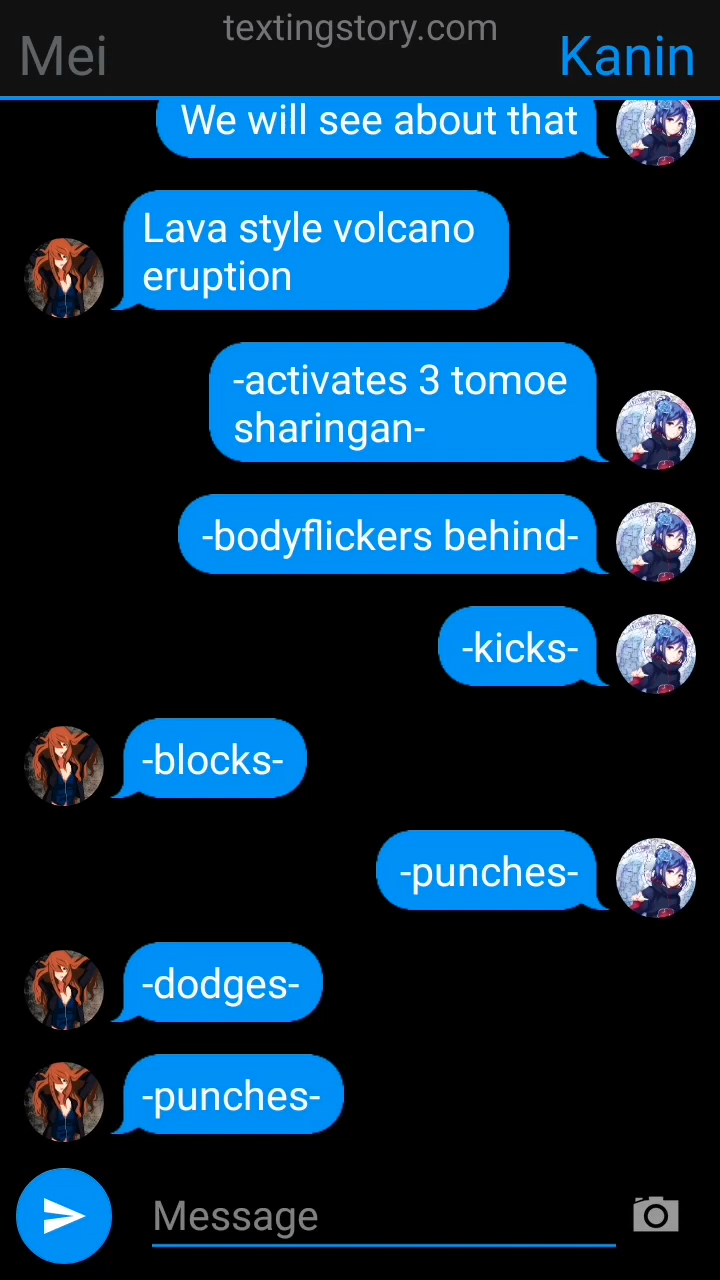 textingstory.com
Mei
Kanin
We will see about that
Lava style volcano
eruption
-activates 3 tomoe
sharingan-
-bodyflickers behind-
-kicks-
-blocks-
-punches-
-dodges-
-punches-
Message